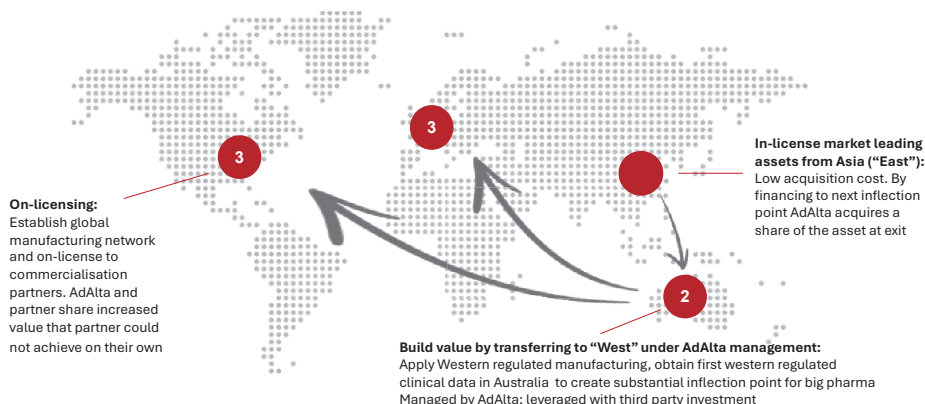 3
3
In-license market leading
assets from Asia (“East”):
Low acquisition cost. By
financing to next inflection
point AdAlta acquires a
share of the asset at exit
On-licensing:
Establish global
manufacturing network
and on-license to
commercialisation
partners. AdAlta and
partner share increased
value that partner could
not achieve on their own
2
Build value by transferring to “West” under AdAlta management:
Apply Western regulated manufacturing, obtain first western regulated
clinical data in Australia to create substantial inflection point for big pharma
Managed by AdAlta; leveraged with third party investment